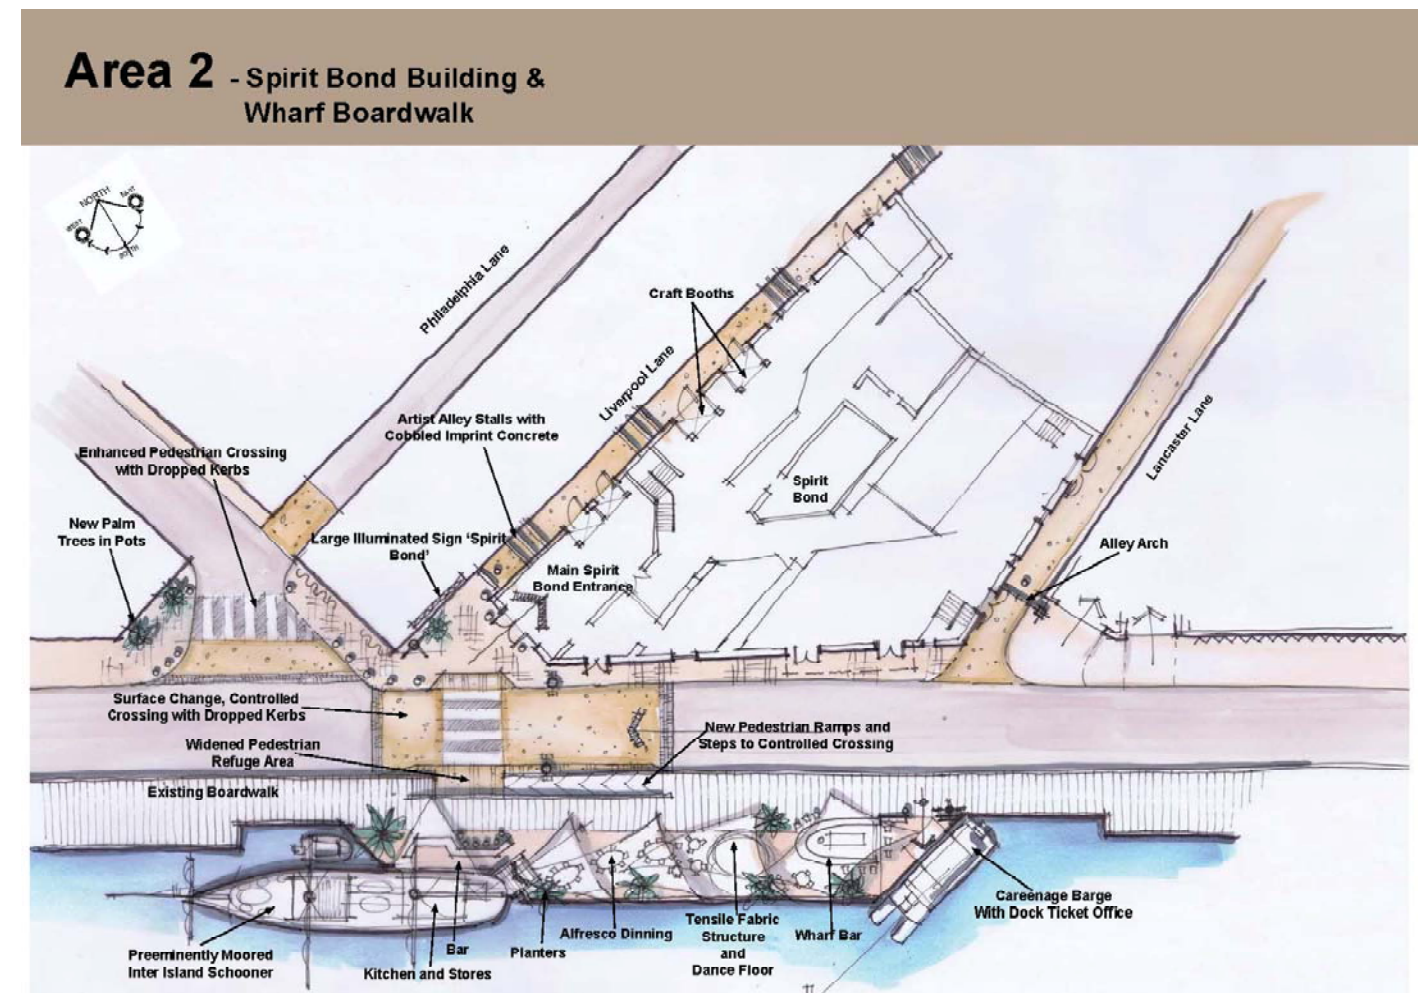 Area 2 - Spirit Bond Building &
Wharf Boardwalk
NORTH
EAST
WEST
SOUTH
Philadelphia Lane
Craft Booths
Liverpool Lane
Artist Alley Stalls with
Cobbled Imprint Concrete
Lancaster Lane
Enhanced Pedestrian Crossing
with Dropped Kerbs
Spirit
Bond
New Palm
Trees in Pots
Large Illuminated Sign ‘Spirit
Bond’
Alley Arch
Main Spirit
Bond Entrance
Surface Change, Controlled
Crossing with Dropped Kerbs
New Pedestrian Ramps and
Steps to Controlled Crossing
Widened Pedestrian
Refuge Area
Existing Boardwalk
Careenage Barge
With Dock Ticket Office
Preeminently Moored
Inter Island Schooner
Bar
Kitchen and Stores
Planters
Alfresco Dinning
Tensile Fabric
Structure
and
Dance Floor
Wharf Bar